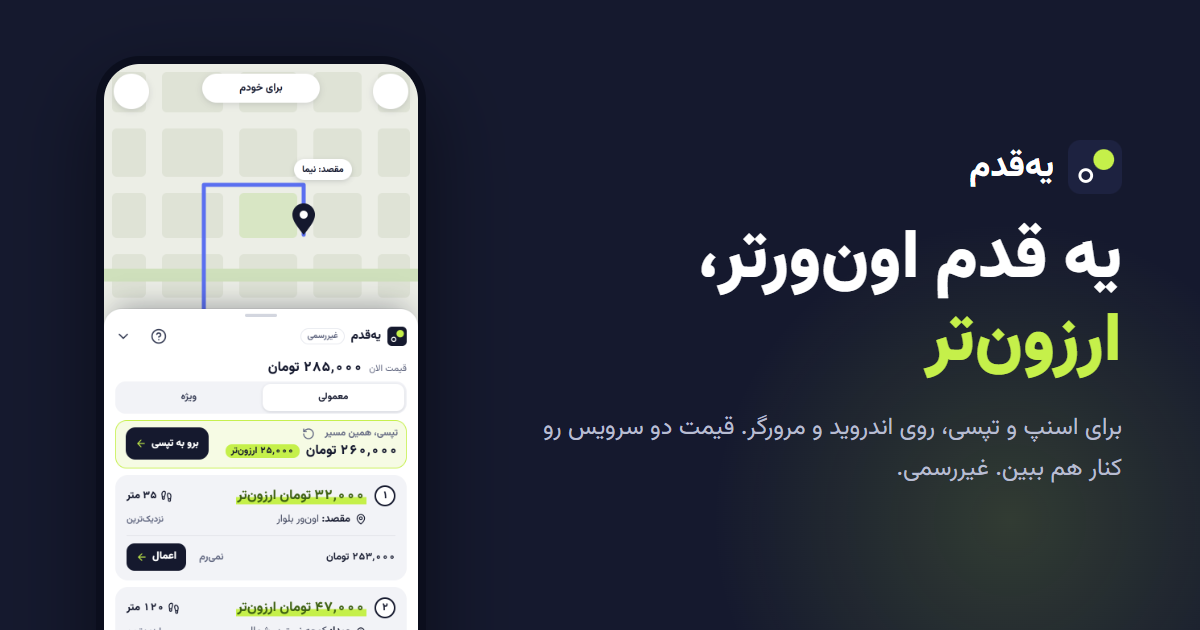 یه‌قدم
یه قدم اون‌ورتر،
ارزون‌تر
برای اسنپ و تپسی، روی اندروید و مرورگر. قیمت دو سرویس رو
کنار هم ببین. غیررسمی.
برای خودم
مقصد: نیما
یه‌قدم غیررسمی
قیمت الان ۲۸۵,۰۰۰ تومان
معمولی ویژه
تپسی، همین مسیر
۲۶۰,۰۰۰ تومان ۲۵,۰۰۰ ارزون‌تر
برو به تپسی ←
۱ ۳۲,۰۰۰ تومان ارزون‌تر ۳۵ متر
مقصد: اون‌ور بلوار نزدیک‌ترین
۲۵۳,۰۰۰ تومان نمی‌رم اعمال ←
۲ ۴۷,۰۰۰ تومان ارزون‌تر ۱۲۰ متر